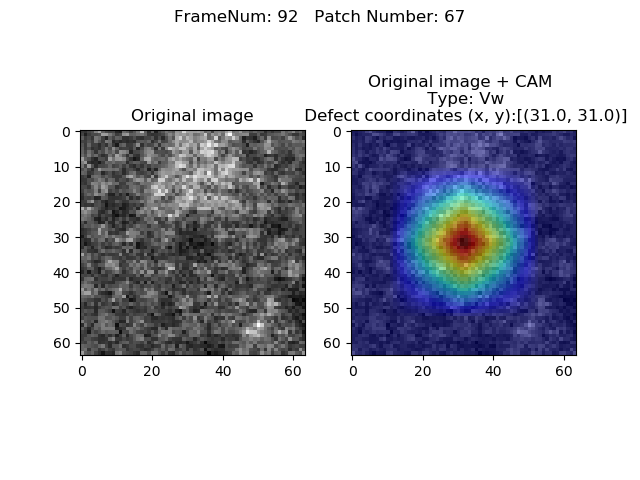 FrameNum: 92   Patch Number: 67
Original image
Original image + CAM
Type: Vw
Defect coordinates (x, y):[(31.0, 31.0)]
0
10
20
30
40
50
60
0 20 40 60
0
10
20
30
40
50
60
0 20 40 60